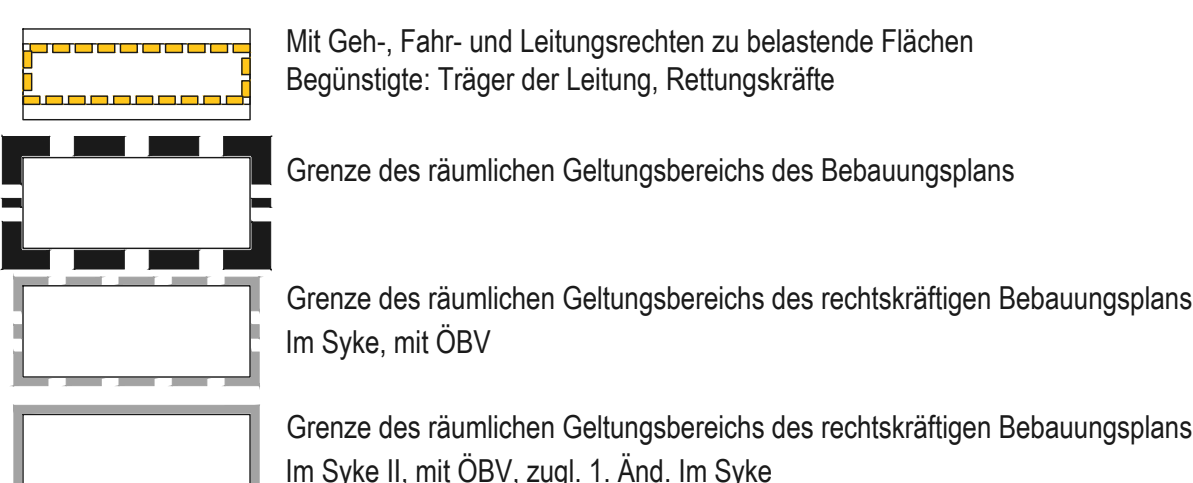 Mit Geh-, Fahr- und Leitungsrechten zu belastende Flächen
Begünstigte: Träger der Leitung, Rettungskräfte
Grenze des räumlichen Geltungsbereichs des Bebauungsplans
Grenze des räumlichen Geltungsbereichs des rechtskräftigen Bebauungsplans
Im Syke, mit ÖBV
Grenze des räumlichen Geltungsbereichs des rechtskräftigen Bebauungsplans
Im Syke II, mit ÖBV, zugl. 1. Änd. Im Syke